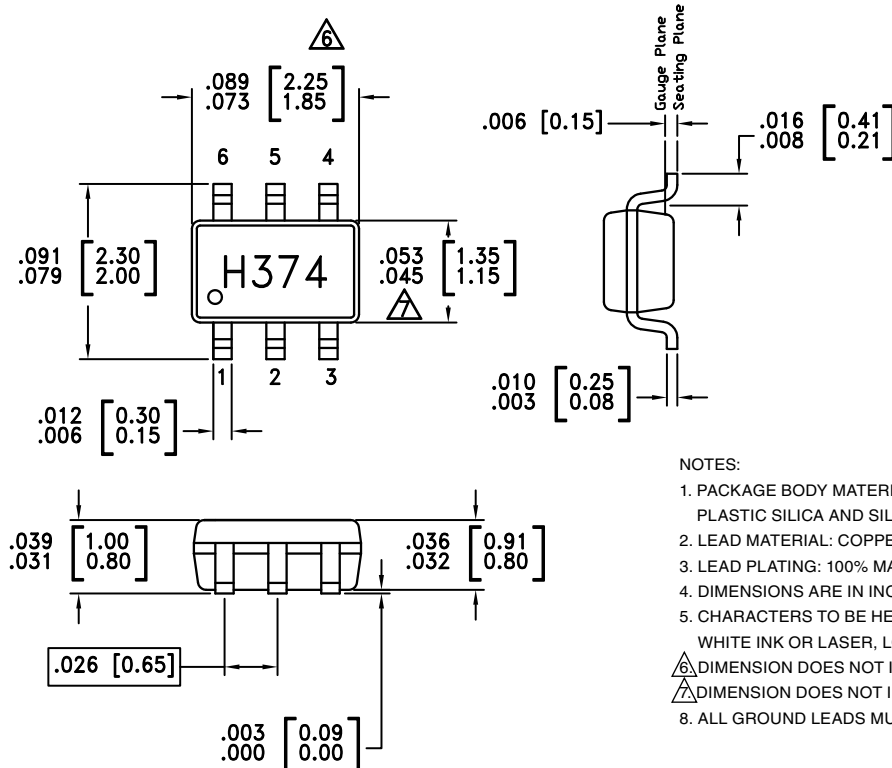 6
.089 [2.25]
.073 [1.85]
6 5 4
.091 [2.30]
.079 [2.00]
H374
.053 [1.35]
.045 [1.15]
7
1 2 3
.012 [0.30]
.006 [0.15]
Gauge Plane
Seating Plane
.006 [0.15]
.016 [0.41]
.008 [0.21]
.010 [0.25]
.003 [0.08]
.039 [1.00]
.031 [0.80]
.036 [0.91]
.032 [0.80]
.026 [0.65]
.003 [0.09]
.000 [0.00]
NOTES:
1. PACKAGE BODY MATERI
PLASTIC SILICA AND SIL
2. LEAD MATERIAL: COPPE
3. LEAD PLATING: 100% MA
4. DIMENSIONS ARE IN INC
5. CHARACTERS TO BE HE
WHITE INK OR LASER, L
6. DIMENSION DOES NOT I
7. DIMENSION DOES NOT I
8. ALL GROUND LEADS MU